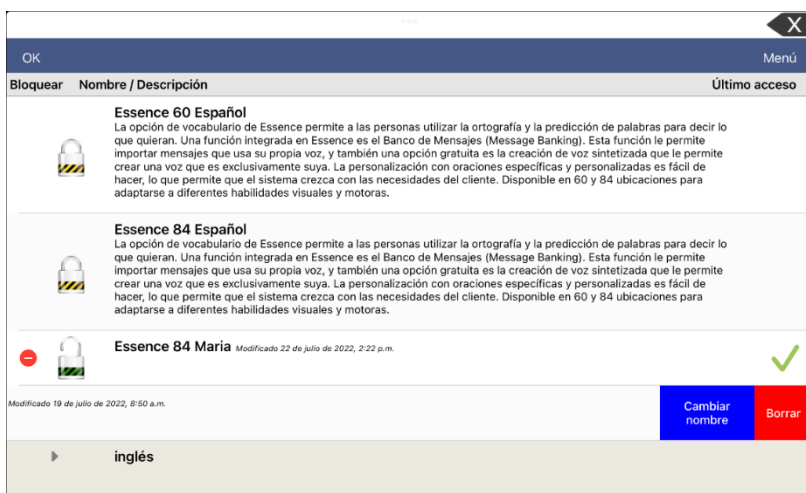 X
OK Menú
Bloquear Nombre / Descripción Último acceso
Essence 60 Español
La opción de vocabulario de Essence permite a las personas utilizar la ortografía y la predicción de palabras para decir lo
que quieran. Una función integrada en Essence es el Banco de Mensajes (Message Banking). Esta función le permite
importar mensajes que usa su propia voz, y también una opción gratuita es la creación de voz sintetizada que le permite
crear una voz que es exclusivamente suya. La personalización con oraciones específicas y personalizadas es fácil de
hacer, lo que permite que el sistema crezca con las necesidades del cliente. Disponible en 60 y 84 ubicaciones para
adaptarse a diferentes habilidades visuales y motoras.
Essence 84 Español
La opción de vocabulario de Essence permite a las personas utilizar la ortografía y la predicción de palabras para decir lo
que quieran. Una función integrada en Essence es el Banco de Mensajes (Message Banking). Esta función le permite
importar mensajes que usa su propia voz, y también una opción gratuita es la creación de voz sintetizada que le permite
crear una voz que es exclusivamente suya. La personalización con oraciones específicas y personalizadas es fácil de
hacer, lo que permite que el sistema crezca con las necesidades del cliente. Disponible en 60 y 84 ubicaciones para
adaptarse a diferentes habilidades visuales y motoras.
Essence 84 Maria Modificado 22 de julio de 2022, 2:22 p.m.
Modificado 19 de julio de 2022, 8:50 a.m.
Cambiar
nombre
Borrar
inglés